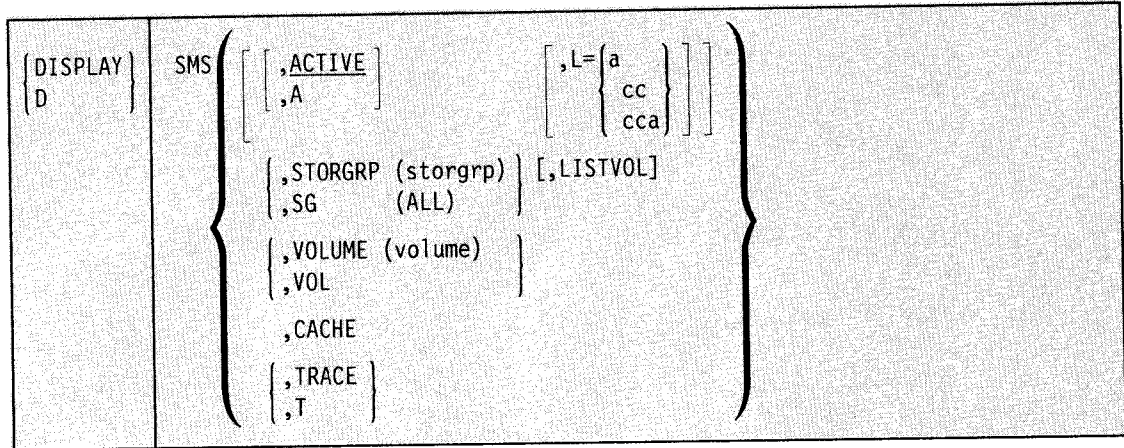 DISPLAY SMS [ [ ,ACTIVE ] [ ,L= { a
D ,A cc
cca } ] ]
{ ,STORGRP (storgrp) } [,LISTVOL]
{ ,SG (ALL) }
{ ,VOLUME (volume) }
{ ,VOL }
,CACHE
{ ,TRACE }
{ ,T }